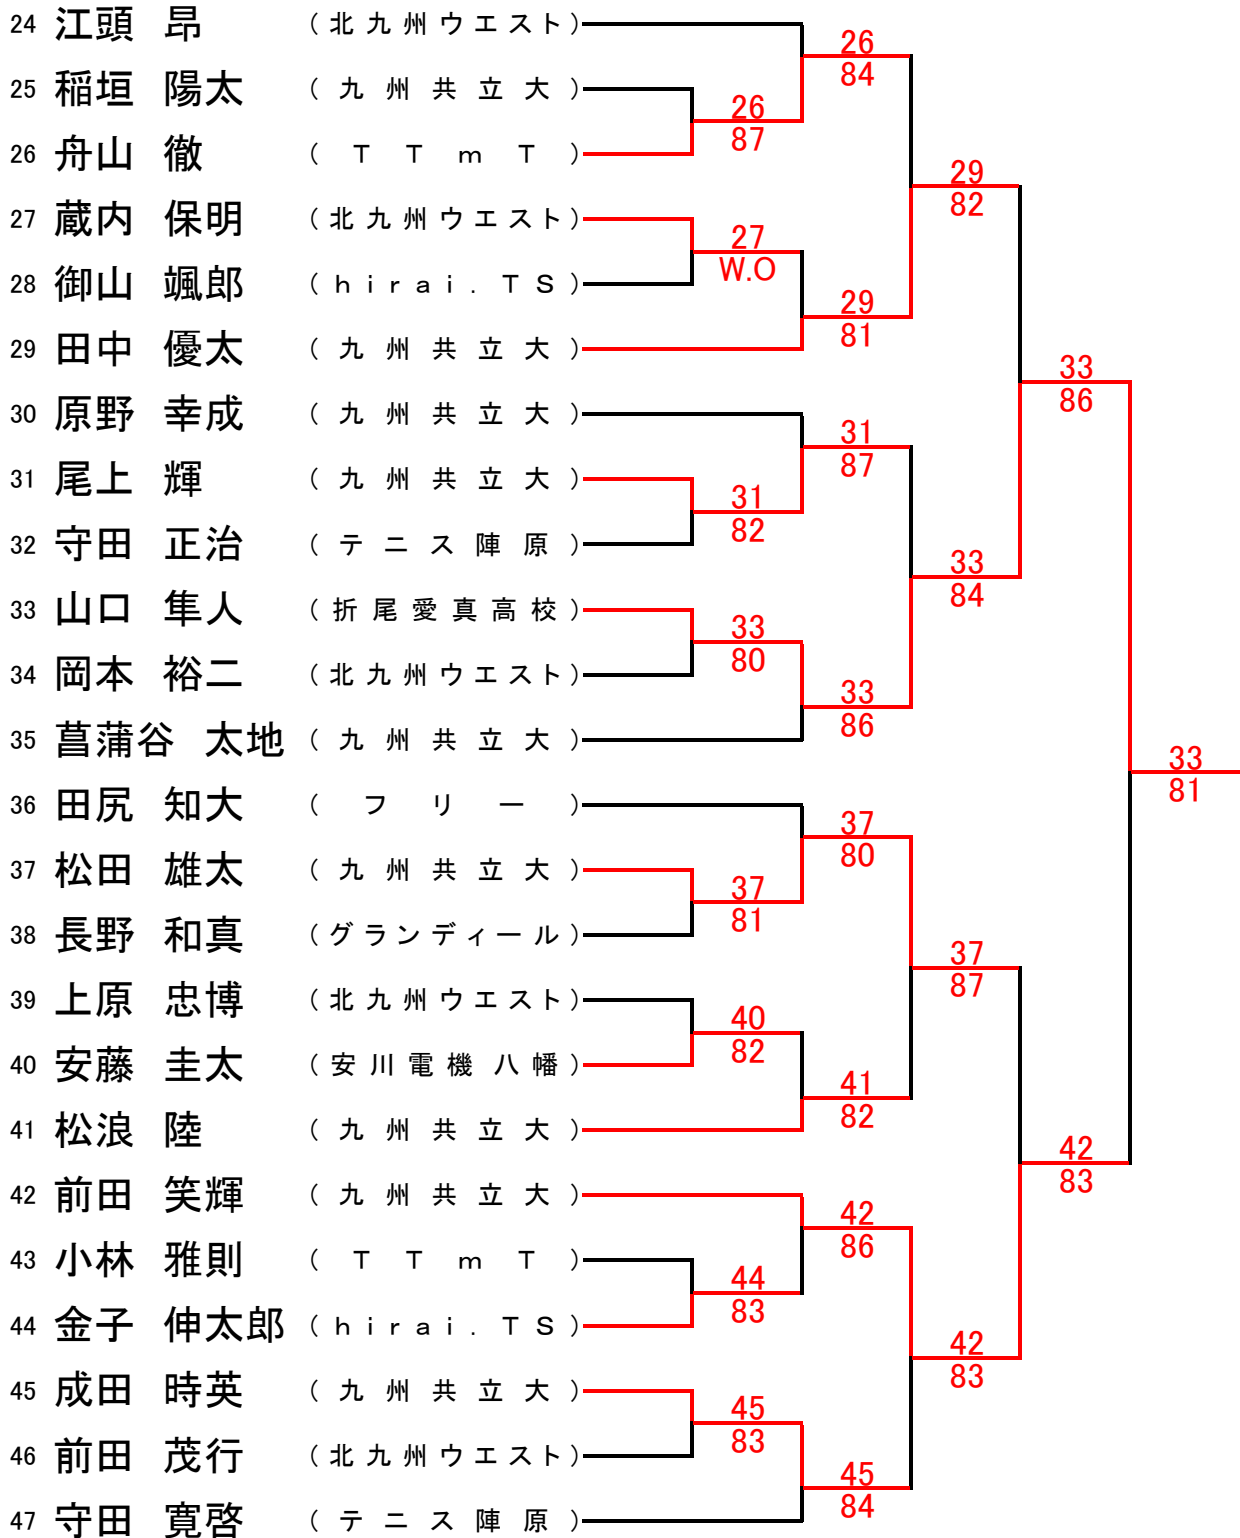 24 江頭 昂 (北九州ウエスト)
26
84
25 稲垣 陽太 (九州共立大)
26
87
26 舟山 徹 (TTmT)
29
82
27 蔵内 保明 (北九州ウエスト)
27
W.O
28 御山 颯郎 (hirai.TS)
29
81
29 田中 優太 (九州共立大)
33
86
30 原野 幸成 (九州共立大)
31
87
31 尾上 輝 (九州共立大)
31
82
32 守田 正治 (テニス陣原)
33
84
33 山口 隼人 (折尾愛真高校)
33
80
34 岡本 裕二 (北九州ウエスト)
33
86
35 菖蒲谷 太地 (九州共立大)
33
81
36 田尻 知大 (フリー)
37
80
37 松田 雄太 (九州共立大)
37
81
38 長野 和真 (グランディール)
37
87
39 上原 忠博 (北九州ウエスト)
40
82
40 安藤 圭太 (安川電機八幡)
41
82
41 松浪 陸 (九州共立大)
42
83
42 前田 笑輝 (九州共立大)
42
86
43 小林 雅則 (TTmT)
44
83
44 金子 伸太郎 (hirai.TS)
42
83
45 成田 時英 (九州共立大)
45
83
46 前田 茂行 (北九州ウエスト)
45
84
47 守田 寛啓 (テニス陣原)